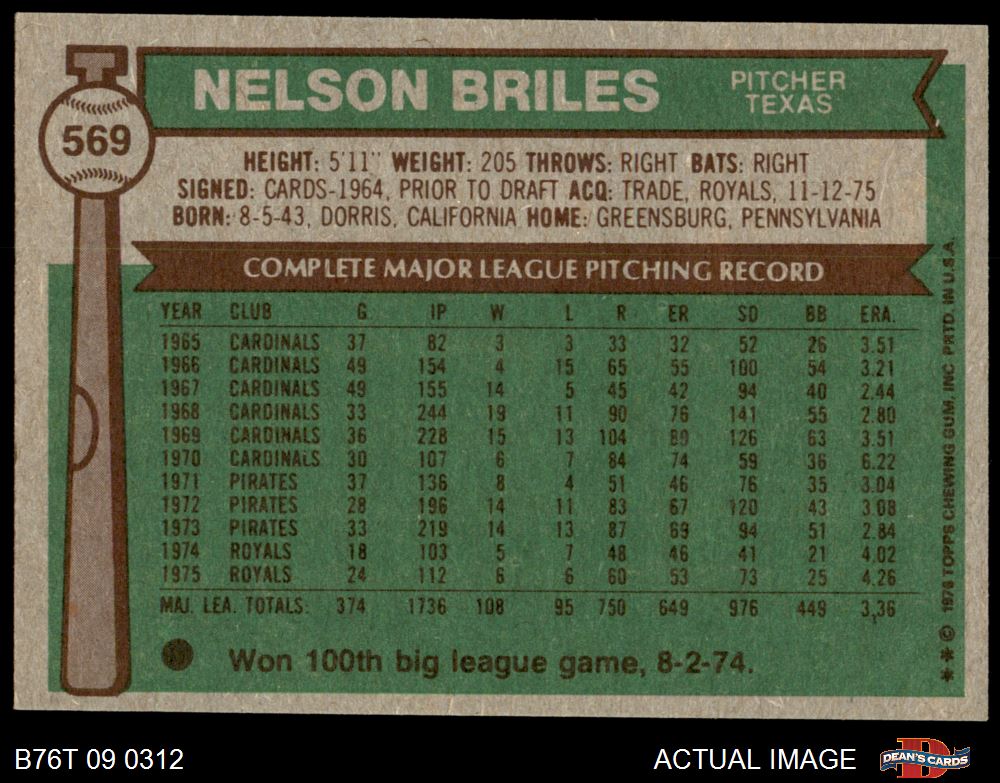 NELSON BRILES
PITCHER
TEXAS
569
HEIGHT: 5'11" WEIGHT: 205 THROWS: RIGHT BATS: RIGHT
SIGNED: CARDS-1964, PRIOR TO DRAFT ACQ: TRADE, ROYALS, 11-12-75
BORN: 8-5-43, DORRIS, CALIFORNIA HOME: GREENSBURG, PENNSYLVANIA
COMPLETE MAJOR LEAGUE PITCHING RECORD
YEAR CLUB G IP W L R ER SO BB ERA.
1965 CARDINALS 37 82 3 3 33 32 52 26 3.51
1966 CARDINALS 49 154 4 15 65 55 100 54 3.21
1967 CARDINALS 49 155 14 5 45 42 94 40 2.44
1968 CARDINALS 33 244 19 11 90 76 141 55 2.80
1969 CARDINALS 36 228 15 13 104 89 126 63 3.51
1970 CARDINALS 30 107 6 7 84 74 59 36 6.22
1971 PIRATES 37 136 8 4 51 46 76 35 3.04
1972 PIRATES 28 196 14 11 83 67 120 43 3.08
1973 PIRATES 33 219 14 13 87 69 94 51 2.84
1974 ROYALS 18 103 5 7 48 46 41 21 4.02
1975 ROYALS 24 112 6 6 60 53 73 25 4.26
MAJ. LEA. TOTALS: 374 1736 108 95 750 649 976 449 3.36
Won 100th big league game, 8-2-74.
** © 1976 TOPPS CHEWING GUM, INC PRTD. IN U.S.A.
B76T 09 0312
ACTUAL IMAGE
DEAN'S CARDS